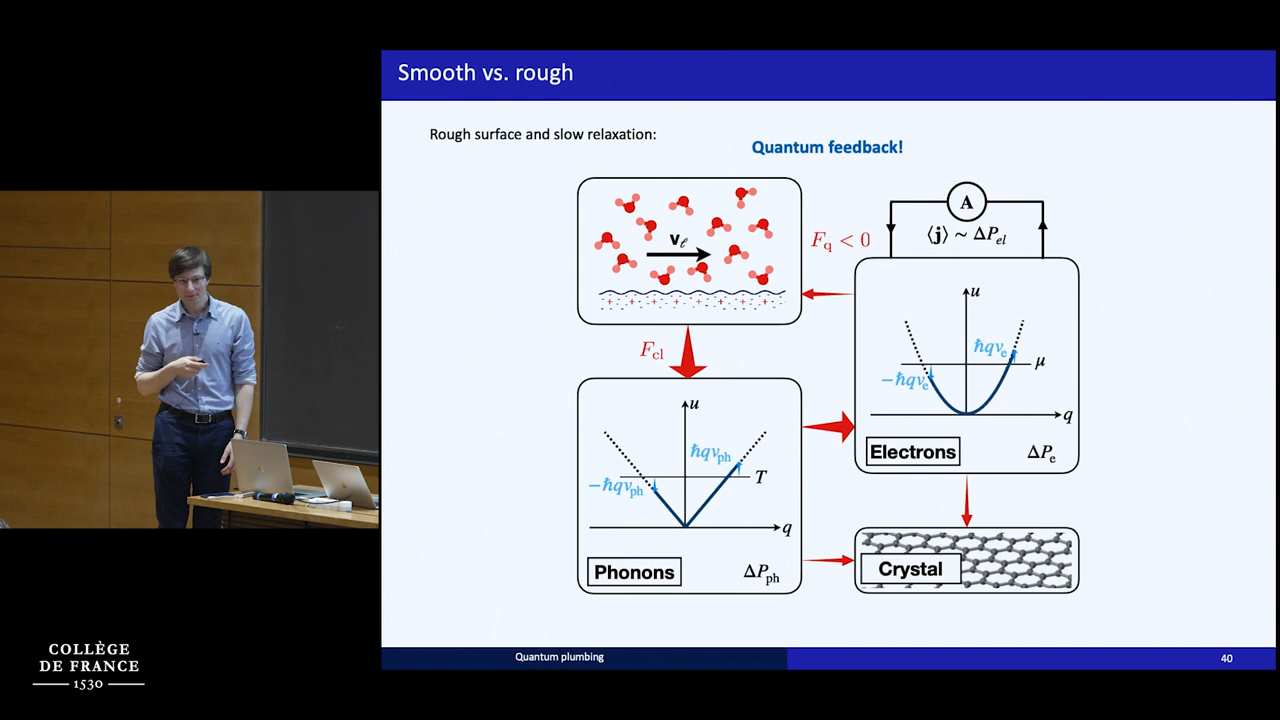 Smooth vs. rough
Rough surface and slow relaxation:
Quantum feedback!
A
⟨j⟩ ~ ΔP_el
F_q < 0
v_ℓ
F_cl
u
ħqv_e
μ
−ħqv_e
q
Electrons
ΔP_e
u
ħqv_ph
T
−ħqv_ph
q
Phonons
ΔP_ph
Crystal
COLLÈGE
DE FRANCE
1530
Quantum plumbing
40